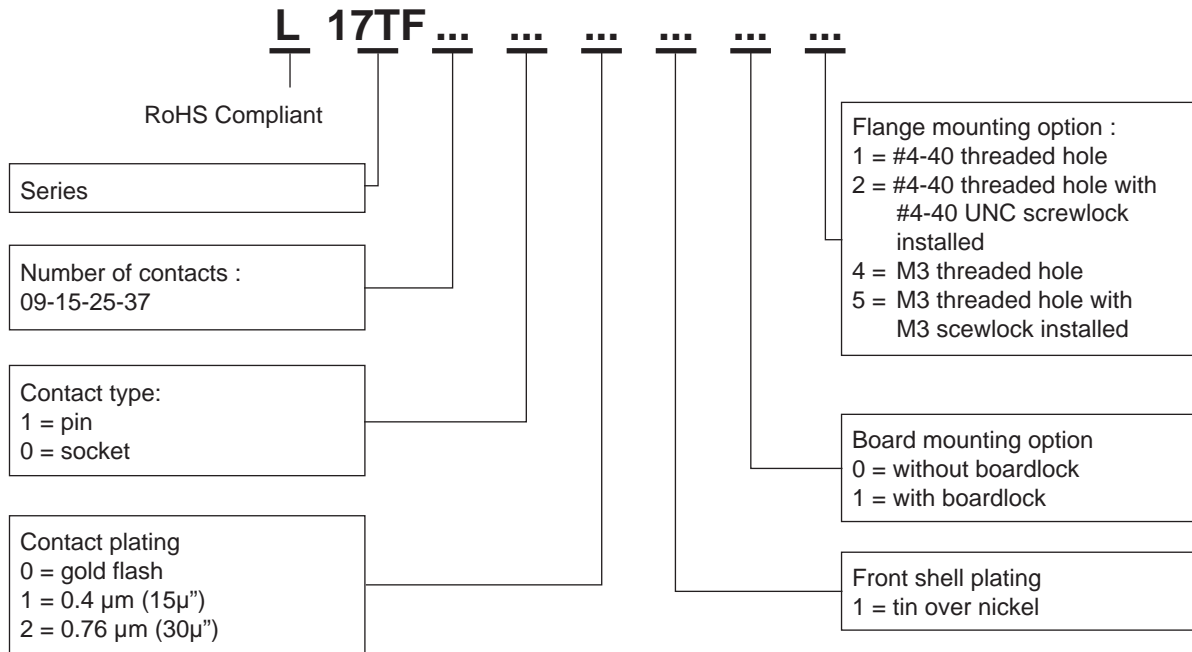 L 17TF ... ... ... ... ... ...
RoHS Compliant
Series
Number of contacts :
09-15-25-37
Contact type:
1 = pin
0 = socket
Contact plating
0 = gold flash
1 = 0.4 µm (15µ”)
2 = 0.76 µm (30µ”)
Flange mounting option :
1 = #4-40 threaded hole
2 = #4-40 threaded hole with
#4-40 UNC screwlock
installed
4 = M3 threaded hole
5 = M3 threaded hole with
M3 scewlock installed
Board mounting option
0 = without boardlock
1 = with boardlock
Front shell plating
1 = tin over nickel